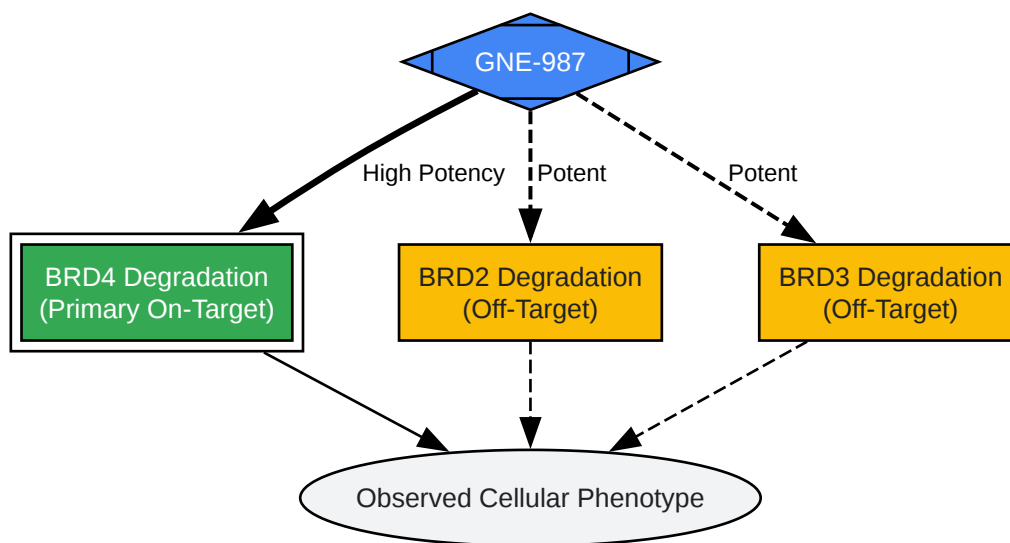 GNE-987
High Potency
Potent
Potent
BRD4 Degradation
(Primary On-Target)
BRD2 Degradation
(Off-Target)
BRD3 Degradation
(Off-Target)
Observed Cellular Phenotype